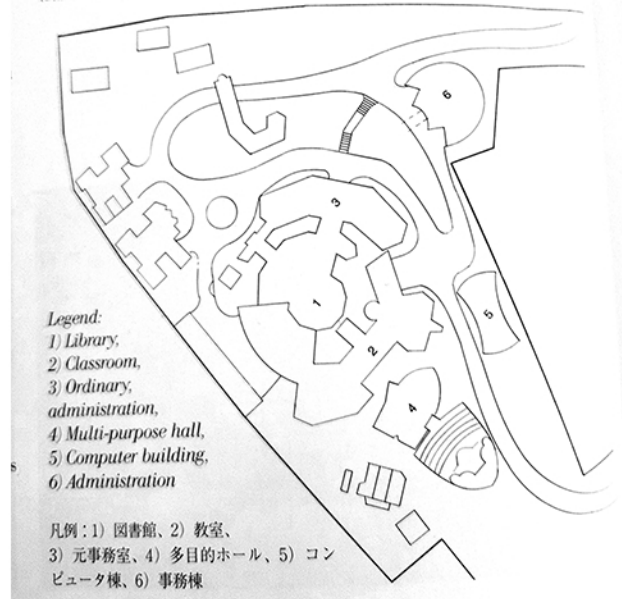 6
3
1
5
2
4
Legend:
1) Library,
2) Classroom,
3) Ordinary,
administration,
4) Multi-purpose hall,
5) Computer building,
6) Administration
s
凡例：1) 図書館、2) 教室、
3) 元事務室、4) 多目的ホール、5) コン
ピュータ棟、6) 事務棟